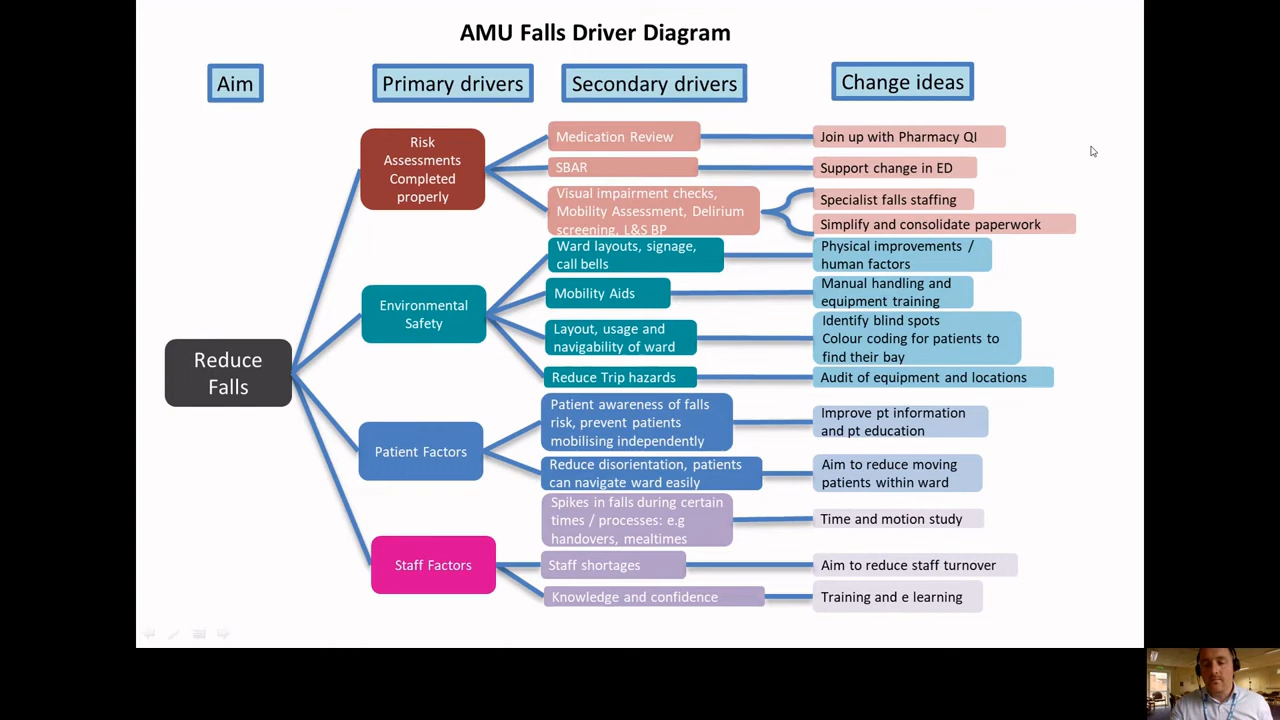 AMU Falls Driver Diagram
Aim
Primary drivers
Secondary drivers
Change ideas
Reduce
Falls
Risk
Assessments
Completed
properly
Medication Review
Join up with Pharmacy QI
SBAR
Support change in ED
Visual impairment checks,
Mobility Assessment, Delirium
screening, L&S BP
Specialist falls staffing
Simplify and consolidate paperwork
Environmental
Safety
Ward layouts, signage,
call bells
Physical improvements /
human factors
Mobility Aids
Manual handling and
equipment training
Layout, usage and
navigability of ward
Identify blind spots
Colour coding for patients to
find their bay
Reduce Trip hazards
Audit of equipment and locations
Patient Factors
Patient awareness of falls
risk, prevent patients
mobilising independently
Improve pt information
and pt education
Reduce disorientation, patients
can navigate ward easily
Aim to reduce moving
patients within ward
Staff Factors
Spikes in falls during certain
times / processes: e.g
handovers, mealtimes
Time and motion study
Staff shortages
Aim to reduce staff turnover
Knowledge and confidence
Training and e learning